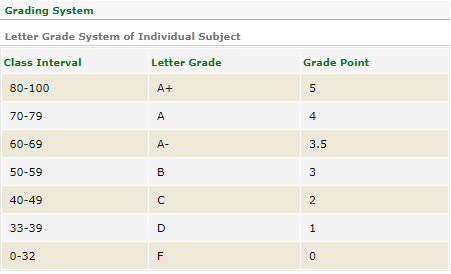 Grading System
Letter Grade System of Individual Subject
Class Interval Letter Grade Grade Point
80-100 A+ 5
70-79 A 4
60-69 A- 3.5
50-59 B 3
40-49 C 2
33-39 D 1
0-32 F 0